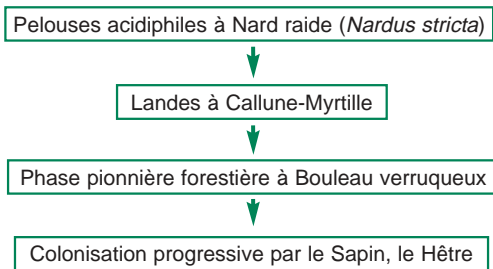 Pelouses acidiphiles à Nard raide (Nardus stricta)
Landes à Callune-Myrtille
Phase pionnière forestière à Bouleau verruqueux
Colonisation progressive par le Sapin, le Hêtre